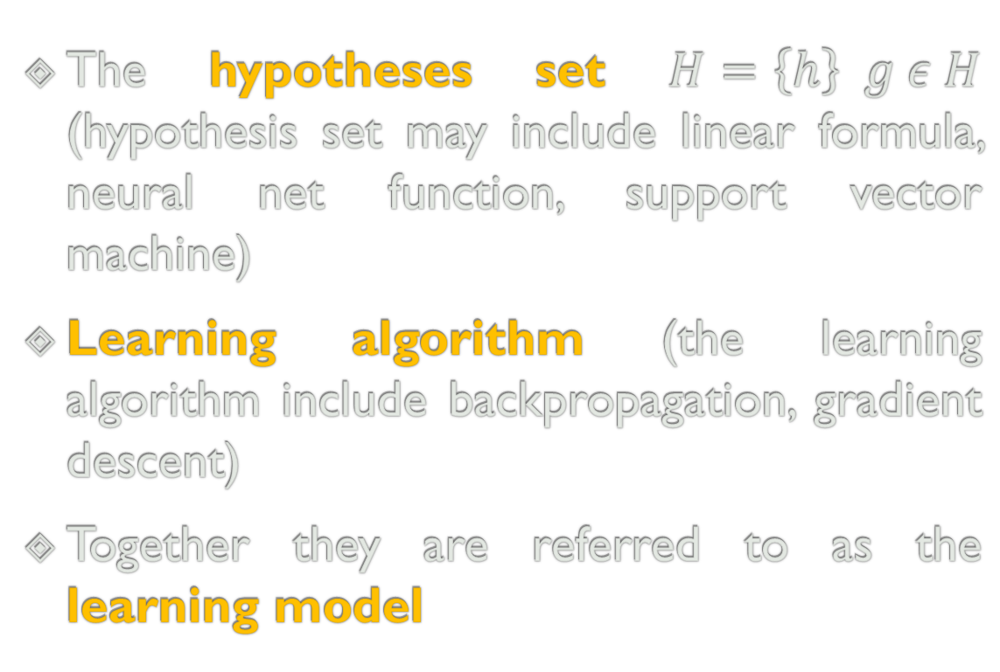 The hypotheses set H = {h} g ϵ H
(hypothesis set may include linear formula,
neural net function, support vector
machine)
Learning algorithm (the learning
algorithm include backpropagation, gradient
descent)
Together they are referred to as the
learning model